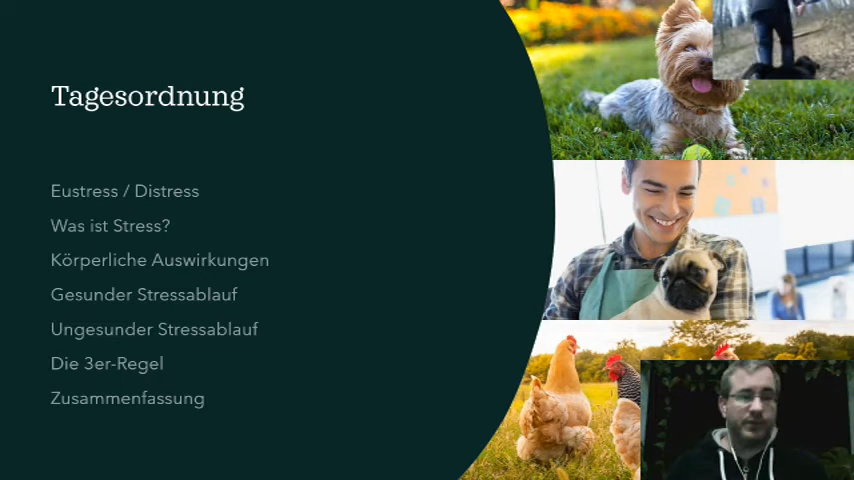 Tagesordnung
Eustress / Distress
Was ist Stress?
Körperliche Auswirkungen
Gesunder Stressablauf
Ungesunder Stressablauf
Die 3er-Regel
Zusammenfassung